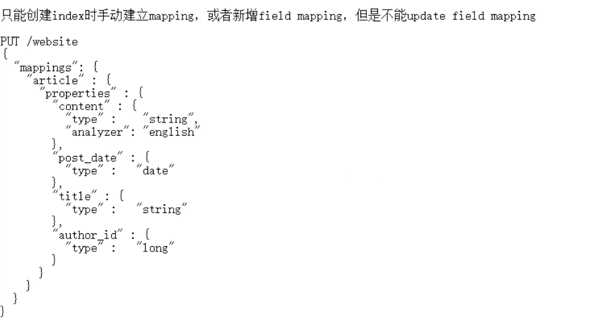 只能创建index时手动建立mapping，或者新增field mapping，但是不能update field mapping
PUT /website
{
  "mappings": {
    "article" : {
      "properties" : {
        "content" : {
          "type" :    "string",
          "analyzer": "english"
        },
        "post_date" : {
          "type" :   "date"
        },
        "title" : {
          "type" :   "string"
        },
        "author_id" : {
          "type" :   "long"
        }
      }
    }
  }
}